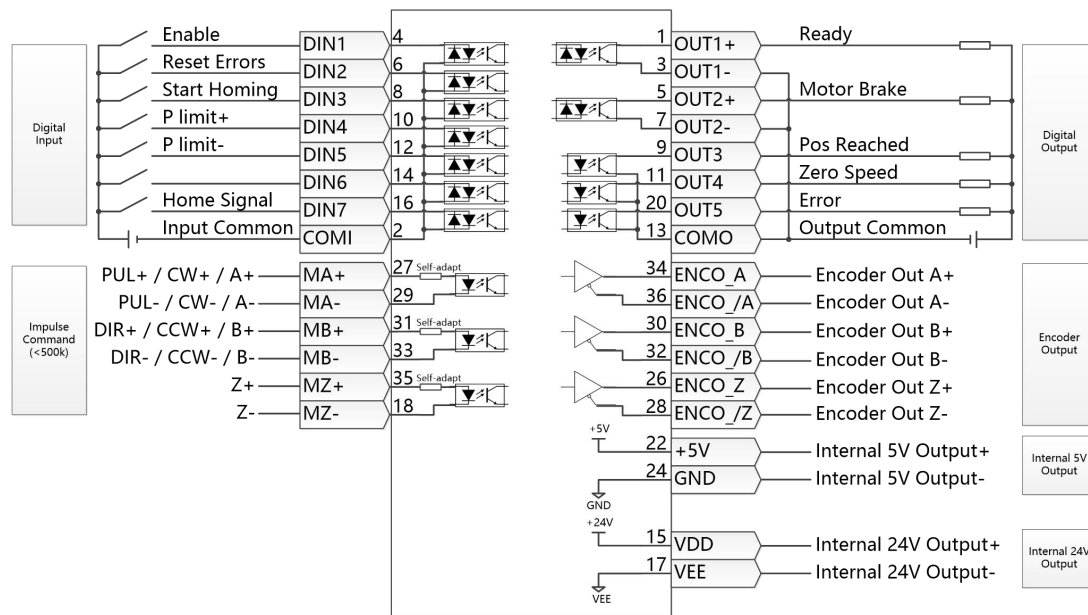 Digital
Input
Enable
DIN1
4
Reset Errors
DIN2
6
Start Homing
DIN3
8
P limit+
DIN4
10
P limit-
DIN5
12
DIN6
14
Home Signal
DIN7
16
Input Common
COMI
2
Impulse
Command
(<500k)
PUL+ / CW+ / A+
MA+
27
Self-adapt
PUL- / CW- / A-
MA-
29
DIR+ / CCW+ / B+
MB+
31
Self-adapt
DIR- / CCW- / B-
MB-
33
Z+
MZ+
35
Self-adapt
Z-
MZ-
18
1
OUT1+
Ready
3
OUT1-
5
OUT2+
Motor Brake
7
OUT2-
9
OUT3
Pos Reached
11
OUT4
Zero Speed
20
OUT5
Error
13
COMO
Output Common
Digital
Output
34
ENCO_A
Encoder Out A+
36
ENCO_/A
Encoder Out A-
30
ENCO_B
Encoder Out B+
32
ENCO_/B
Encoder Out B-
26
ENCO_Z
Encoder Out Z+
28
ENCO_/Z
Encoder Out Z-
Encoder
Output
+5V
22
+5V
Internal 5V Output+
24
GND
Internal 5V Output-
GND
Internal 5V
Output
+24V
15
VDD
Internal 24V Output+
17
VEE
Internal 24V Output-
VEE
Internal 24V
Output